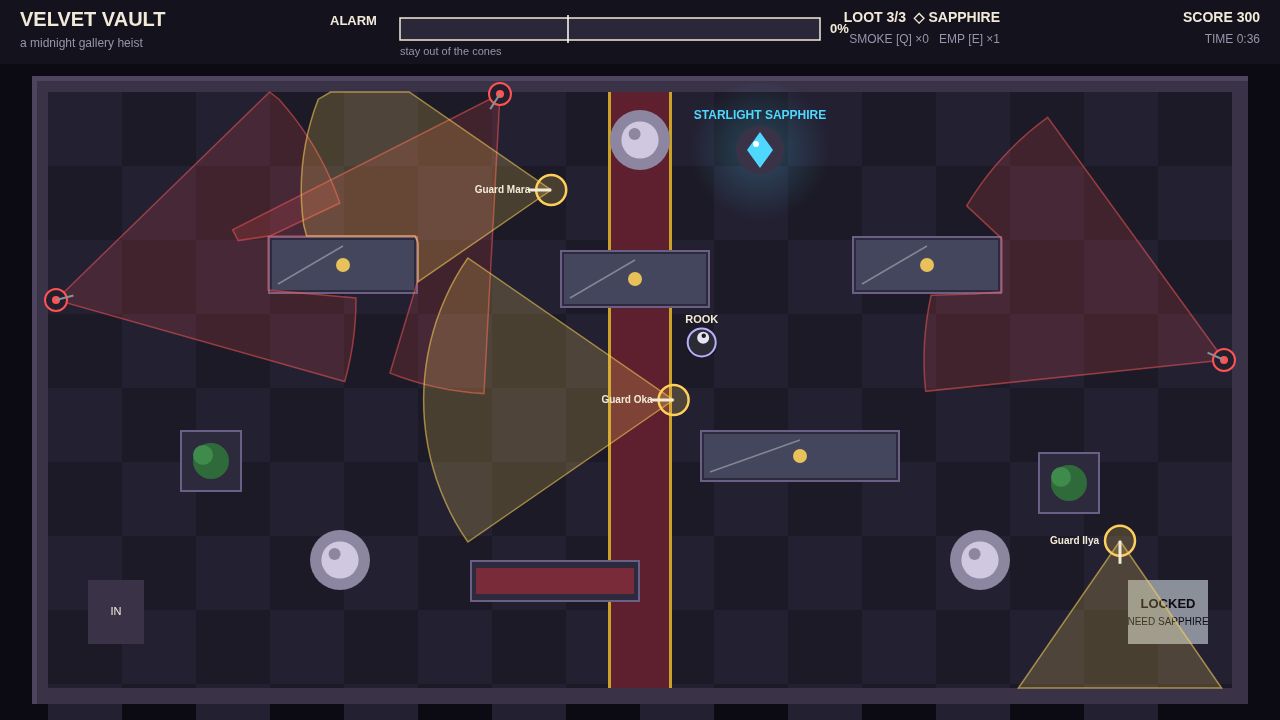 VELVET VAULT
a midnight gallery heist
ALARM
0%
stay out of the cones
LOOT 3/3 ◇ SAPPHIRE
SMOKE [Q] ×0 EMP [E] ×1
SCORE 300
TIME 0:36
STARLIGHT SAPPHIRE
Guard Mara
ROOK
Guard Oka
Guard Ilya
IN
LOCKED
NEED SAPPHIRE